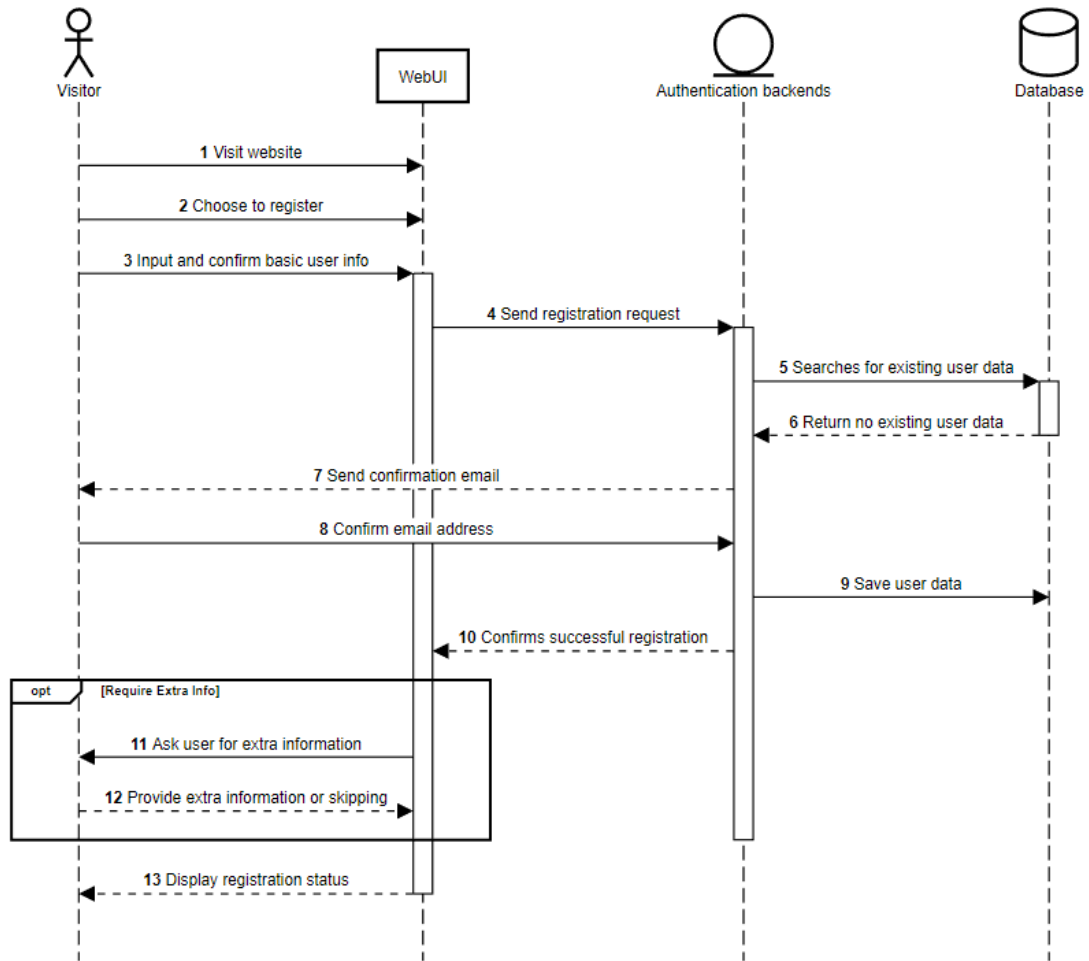 Visitor
WebUI
Authentication backends
Database
1 Visit website
2 Choose to register
3 Input and confirm basic user info
4 Send registration request
5 Searches for existing user data
6 Return no existing user data
7 Send confirmation email
8 Confirm email address
9 Save user data
10 Confirms successful registration
opt [Require Extra Info]
11 Ask user for extra information
12 Provide extra information or skipping
13 Display registration status